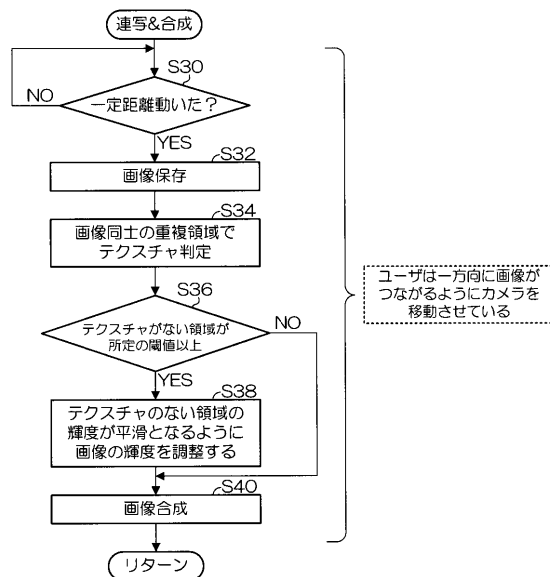 連写&合成
S30
NO
一定距離動いた？
YES
S32
画像保存
S34
画像同士の重複領域で
テクスチャ判定
S36
テクスチャがない領域が
所定の閾値以上
NO
YES
S38
テクスチャのない領域の
輝度が平滑となるように
画像の輝度を調整する
S40
画像合成
リターン
ユーザは一方向に画像が
つながるようにカメラを
移動させている